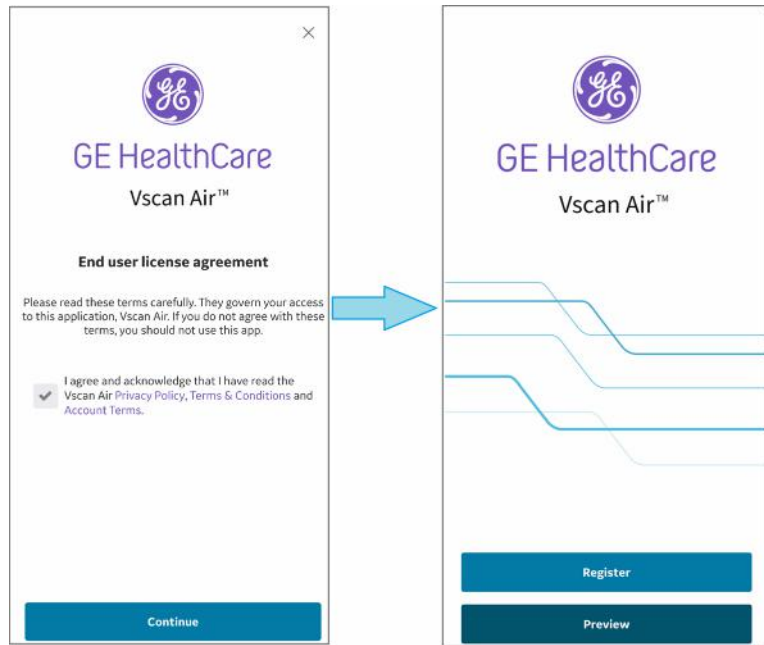 GE HealthCare
Vscan Air™
End user license agreement
Please read these terms carefully. They govern your access
to this application, Vscan Air. If you do not agree with these
terms, you should not use this app.
I agree and acknowledge that I have read the
Vscan Air Privacy Policy, Terms & Conditions and
Account Terms.
Continue
GE HealthCare
Vscan Air™
Register
Preview